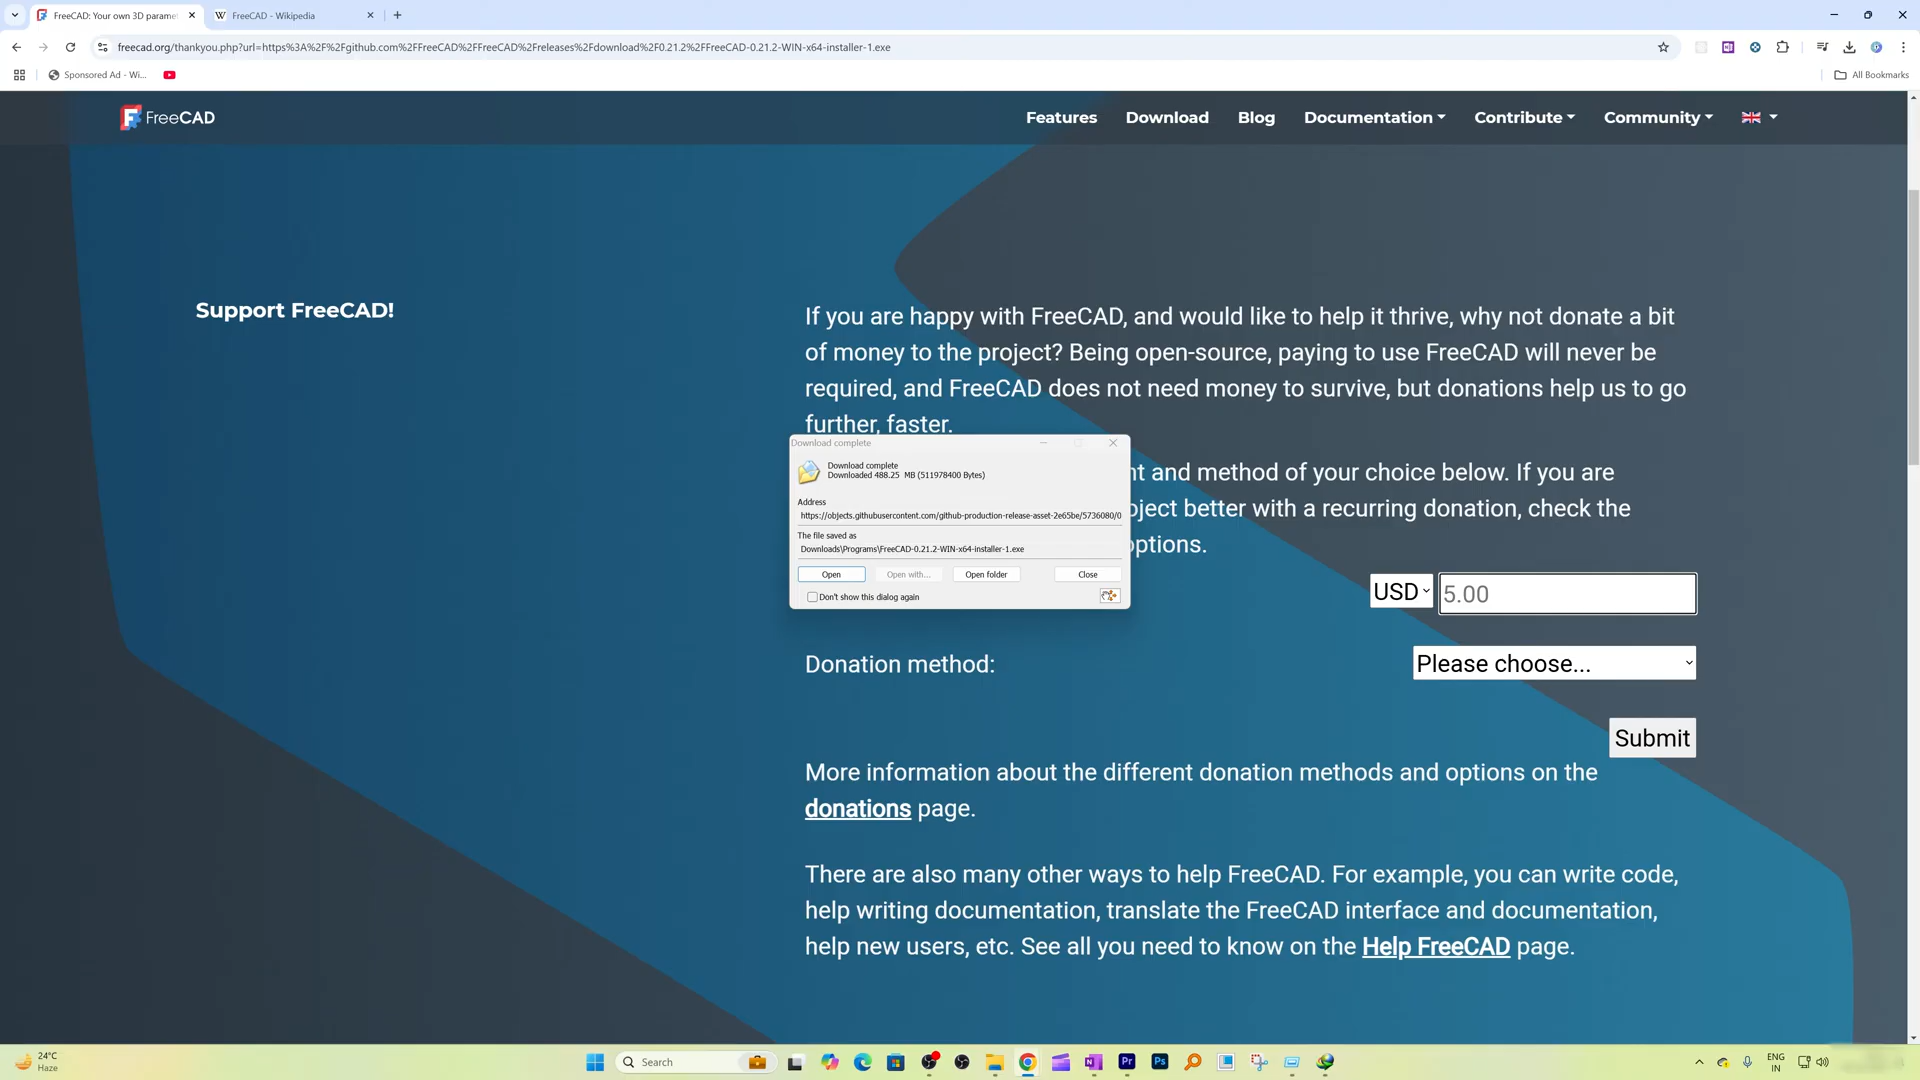 FreeCAD: Your own 3D paramet
FreeCAD - Wikipedia
freecad.org/thankyou.php?url=https%3A%2F%2Fgithub.com%2FFreeCAD%2FFreeCAD%2Freleases%2Fdownload%2F0.21.2%2FFreeCAD-0.21.2-WIN-x64-installer-1.exe
Sponsored Ad - Wi...
All Bookmarks
FreeCAD
Features
Download
Blog
Documentation
Contribute
Community
Support FreeCAD!
If you are happy with FreeCAD, and would like to help it thrive, why not donate a bit
of money to the project? Being open-source, paying to use FreeCAD will never be
required, and FreeCAD does not need money to survive, but donations help us to go
further, faster.
Download complete
Download complete
Downloaded 488.25 MB (511978400 Bytes)
Address
https://objects.githubusercontent.com/github-production-release-asset-2e65be/5736080/0
The file saved as
Downloads\Programs\FreeCAD-0.21.2-WIN-x64-installer-1.exe
Open
Open with...
Open folder
Close
Don't show this dialog again
nt and method of your choice below. If you are
oject better with a recurring donation, check the
options.
USD
5.00
Donation method:
Please choose...
Submit
More information about the different donation methods and options on the
donations page.
There are also many other ways to help FreeCAD. For example, you can write code,
help writing documentation, translate the FreeCAD interface and documentation,
help new users, etc. See all you need to know on the Help FreeCAD page.
24°C
Haze
Search
Pr
Ps
ENG
IN